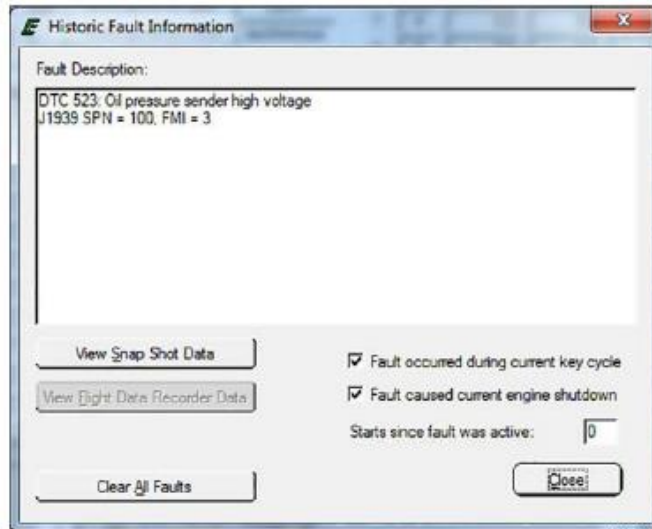 E Historic Fault Information
Fault Description:
DTC 523: Oil pressure sender high voltage
J1939 SPN = 100, FMI = 3
View Snap Shot Data
View Flight Data Recorder Data
Clear All Faults
Fault occurred during current key cycle
Fault caused current engine shutdown
Starts since fault was active: 0
Close